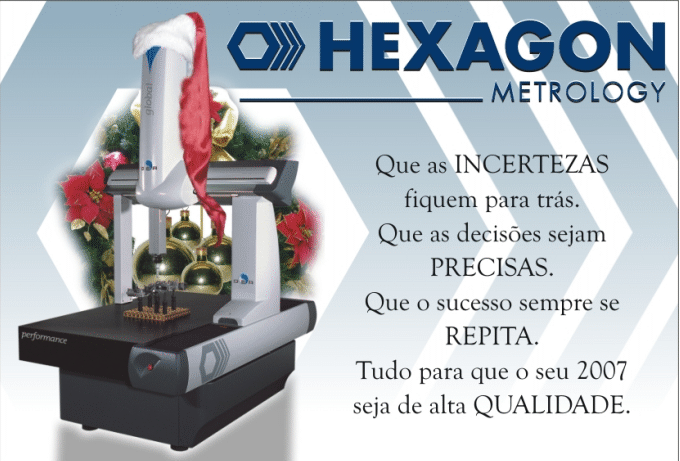 HEXAGON
METROLOGY
global
Que as INCERTEZAS
fiquem para trás.
Que as decisões sejam
PRECISAS.
Que o sucesso sempre se
REPITA.
Tudo para que o seu 2007
seja de alta QUALIDADE.
performance